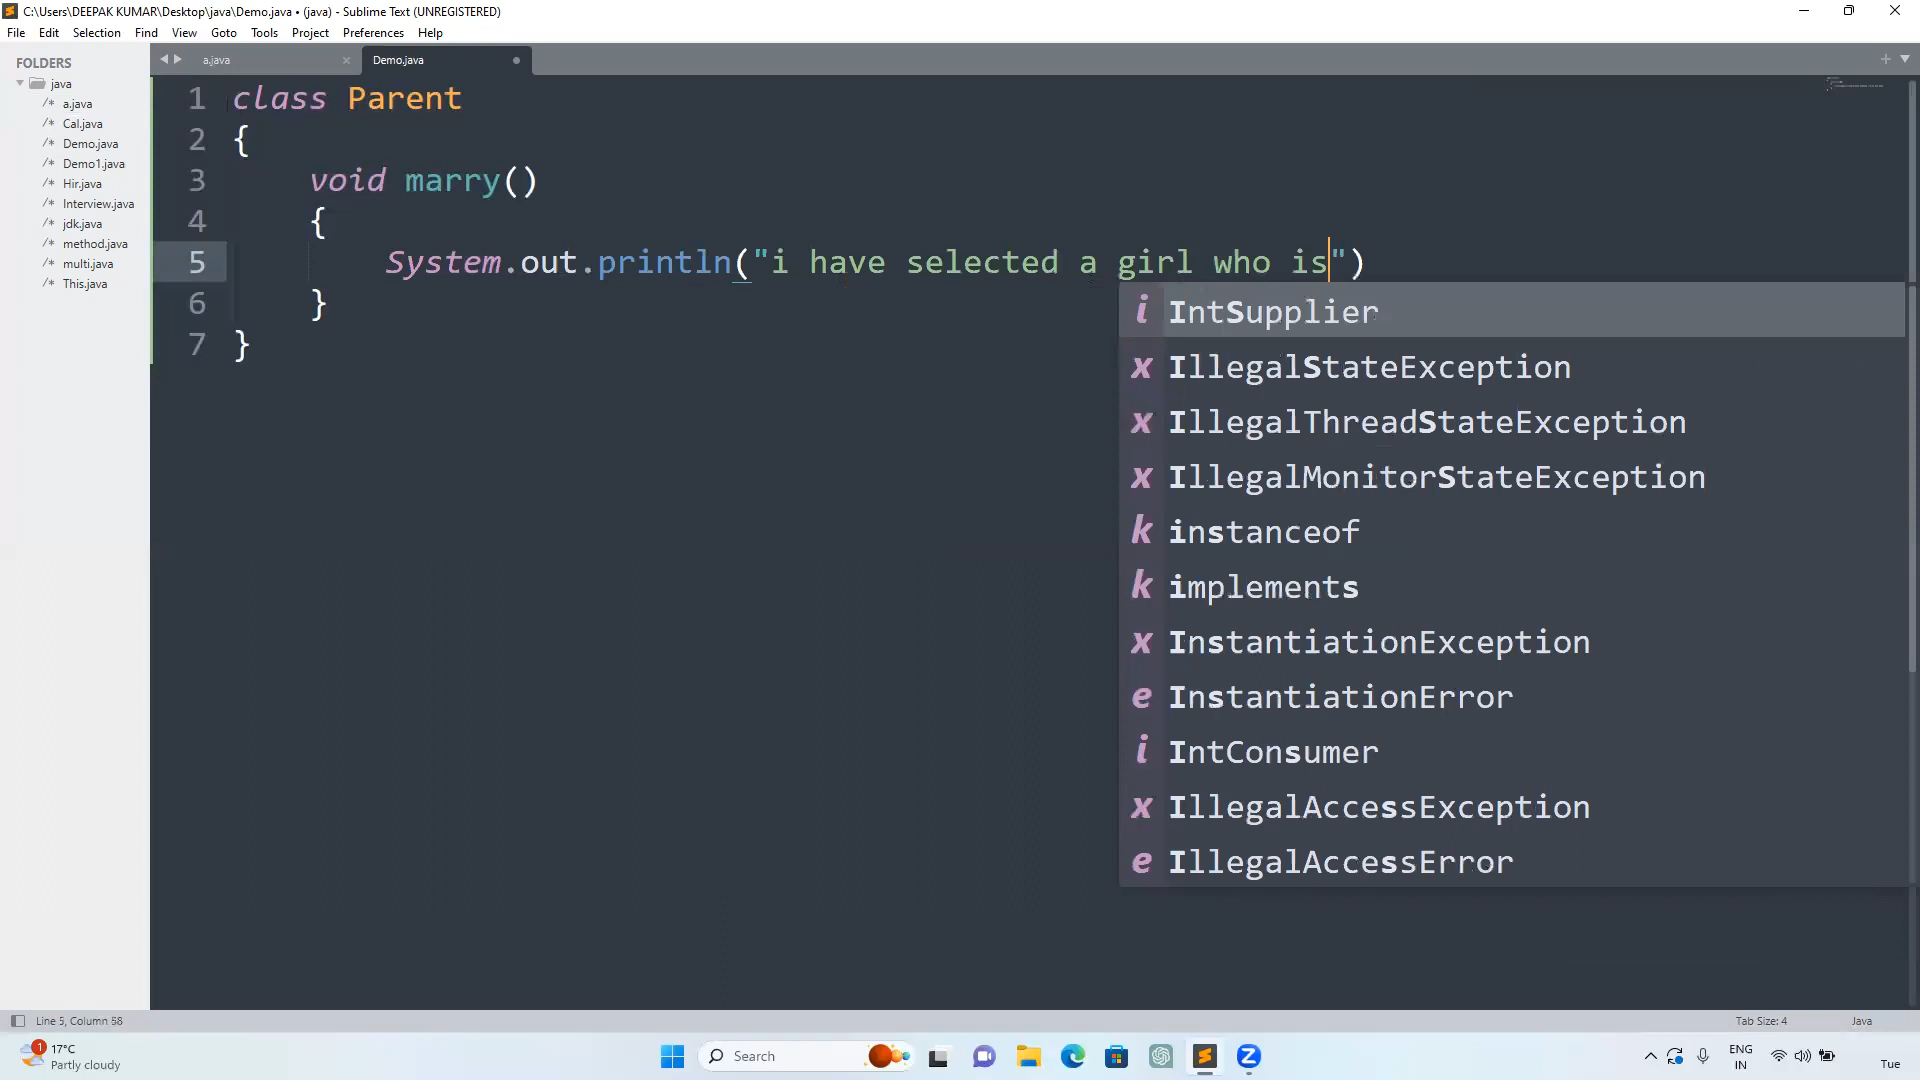 C:\Users\DEEPAK KUMAR\Desktop\java\Demo.java • (java) - Sublime Text (UNREGISTERED)
File Edit Selection Find View Goto Tools Project Preferences Help
FOLDERS
java
a.java
Cal.java
Demo.java
Demo1.java
Hir.java
Interview.java
jdk.java
method.java
multi.java
This.java
a.java
Demo.java
1 class Parent
2 {
3 void marry()
4 {
5 System.out.println("i have selected a girl who is")
6 }
7 }
i IntSupplier
x IllegalStateException
x IllegalThreadStateException
x IllegalMonitorStateException
k instanceof
k implements
x InstantiationException
e InstantiationError
i IntConsumer
x IllegalAccessException
e IllegalAccessError
Line 5, Column 58
Tab Size: 4
Java
1
17°C
Partly cloudy
Search
ENG
IN
Tue